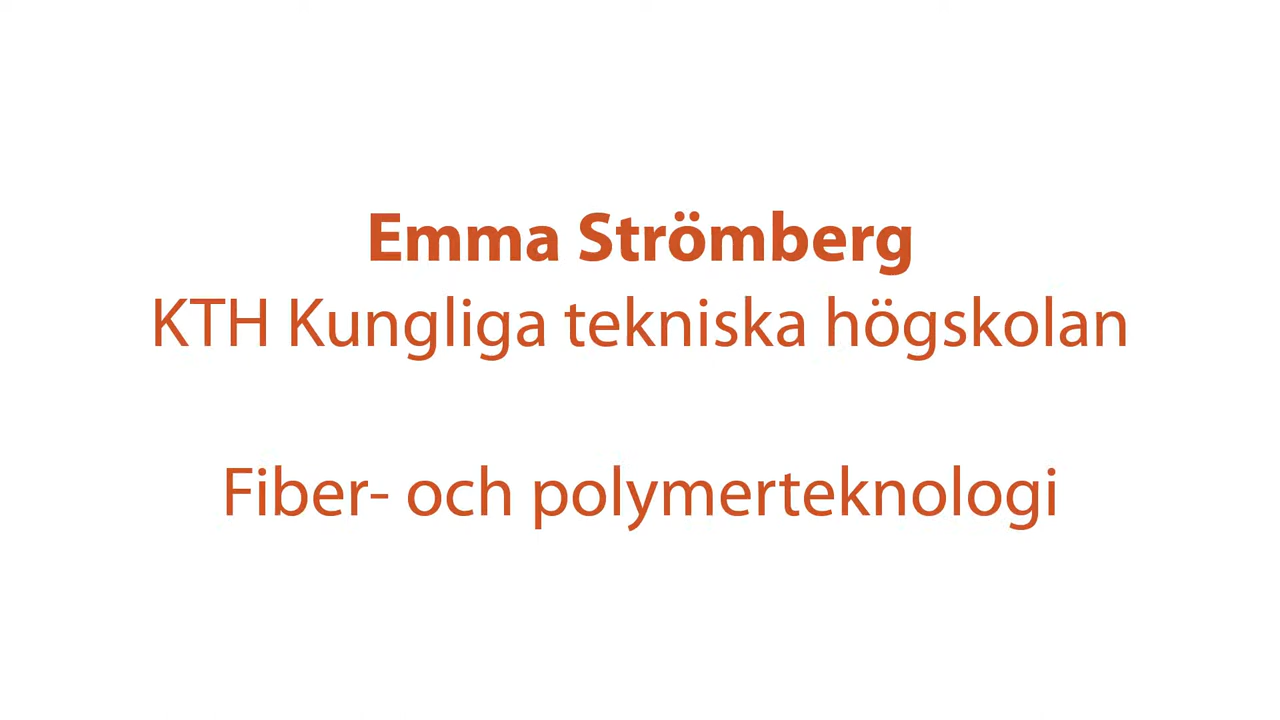 Emma Strömberg
KTH Kungliga tekniska högskolan
Fiber- och polymerteknologi